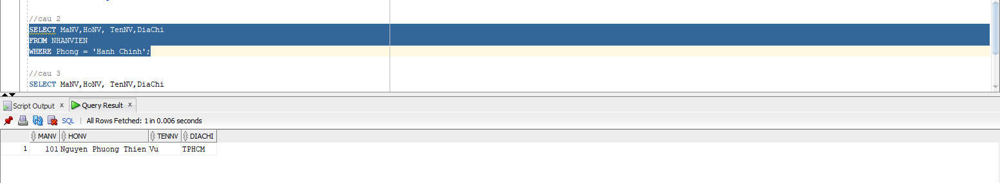 //cau 2
SELECT MaNV,HoNV, TenNV,DiaChi
FROM NHANVIEN
WHERE Phong = 'Hanh Chinh';
//cau 3
SELECT MaNV,HoNV, TenNV,DiaChi
Script Output x Query Result x
SQL | All Rows Fetched: 1 in 0.006 seconds
MANV HONV TENNV DIACHI
1 101 Nguyen Phuong Thien Vu TPHCM